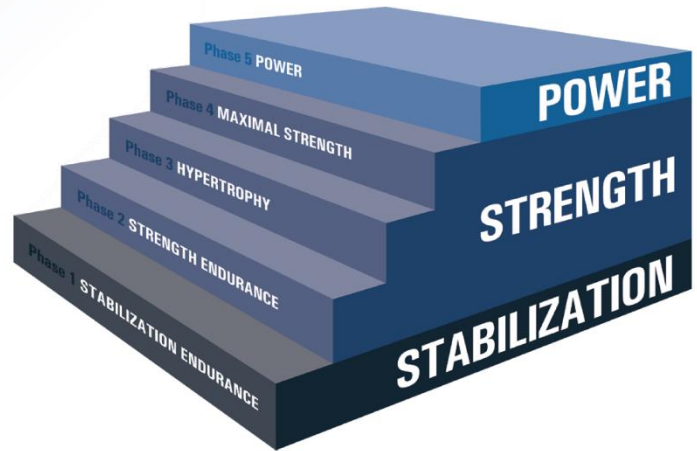 Phase 5 POWER
POWER
Phase 4 MAXIMAL STRENGTH
Phase 3 HYPERTROPHY
STRENGTH
Phase 2 STRENGTH ENDURANCE
Phase 1 STABILIZATION ENDURANCE
STABILIZATION